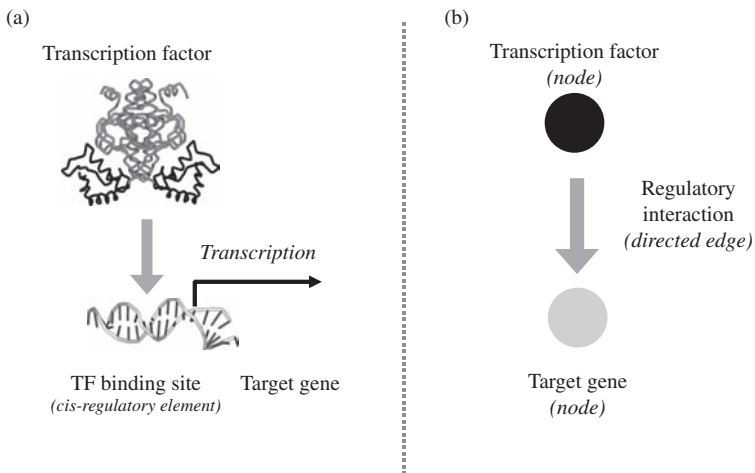 (a)
Transcription factor
Transcription
TF binding site
(cis-regulatory element)
Target gene
(b)
Transcription factor
(node)
Regulatory
interaction
(directed edge)
Target gene
(node)